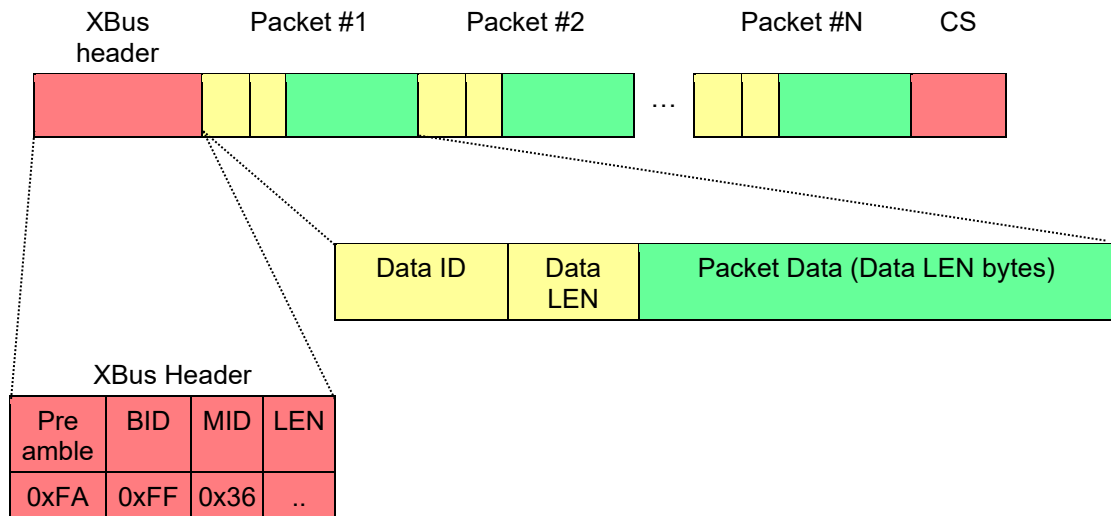 XBus
header
Packet #1
Packet #2
Packet #N
CS
...
Data ID
Data
LEN
Packet Data (Data LEN bytes)
XBus Header
Pre
amble
BID
MID
LEN
0xFA
0xFF
0x36
..